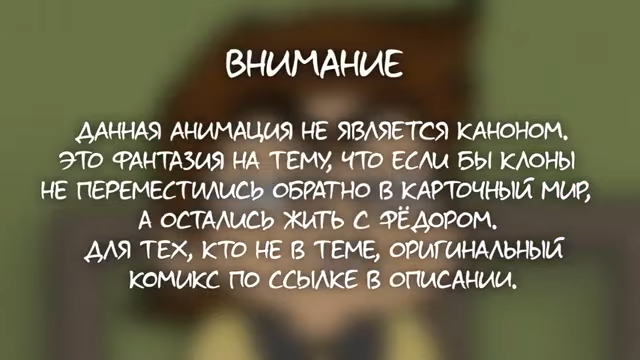 ВНИМАНИЕ
ДАННАЯ АНИМАЦИЯ НЕ ЯВЛЯЕТСЯ КАНОНОМ.
ЭТО ФАНТАЗИЯ НА ТЕМУ, ЧТО ЕСЛИ БЫ КЛОНЫ
НЕ ПЕРЕМЕСТИЛИСЬ ОБРАТНО В КАРТОЧНЫЙ МИР,
А ОСТАЛИСЬ ЖИТЬ С ФЁДОРОМ.
ДЛЯ ТЕХ, КТО НЕ В ТЕМЕ, ОРИГИНАЛЬНЫЙ
КОМИКС ПО ССЫЛКЕ В ОПИСАНИИ.